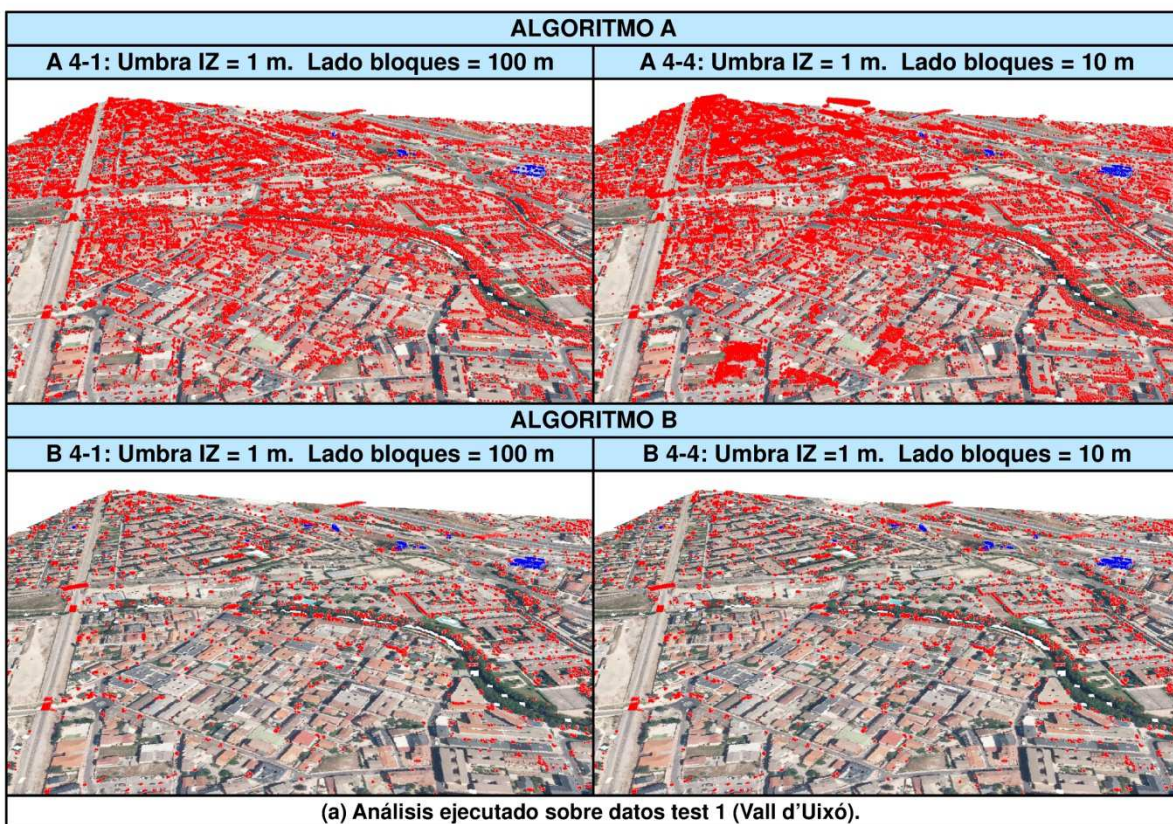 ALGORITMO A
A 4-1: Umbra IZ = 1 m. Lado bloques = 100 m
A 4-4: Umbra IZ = 1 m. Lado bloques = 10 m
ALGORITMO B
B 4-1: Umbra IZ = 1 m. Lado bloques = 100 m
B 4-4: Umbra IZ =1 m. Lado bloques = 10 m
(a) Análisis ejecutado sobre datos test 1 (Vall d'Uixó).